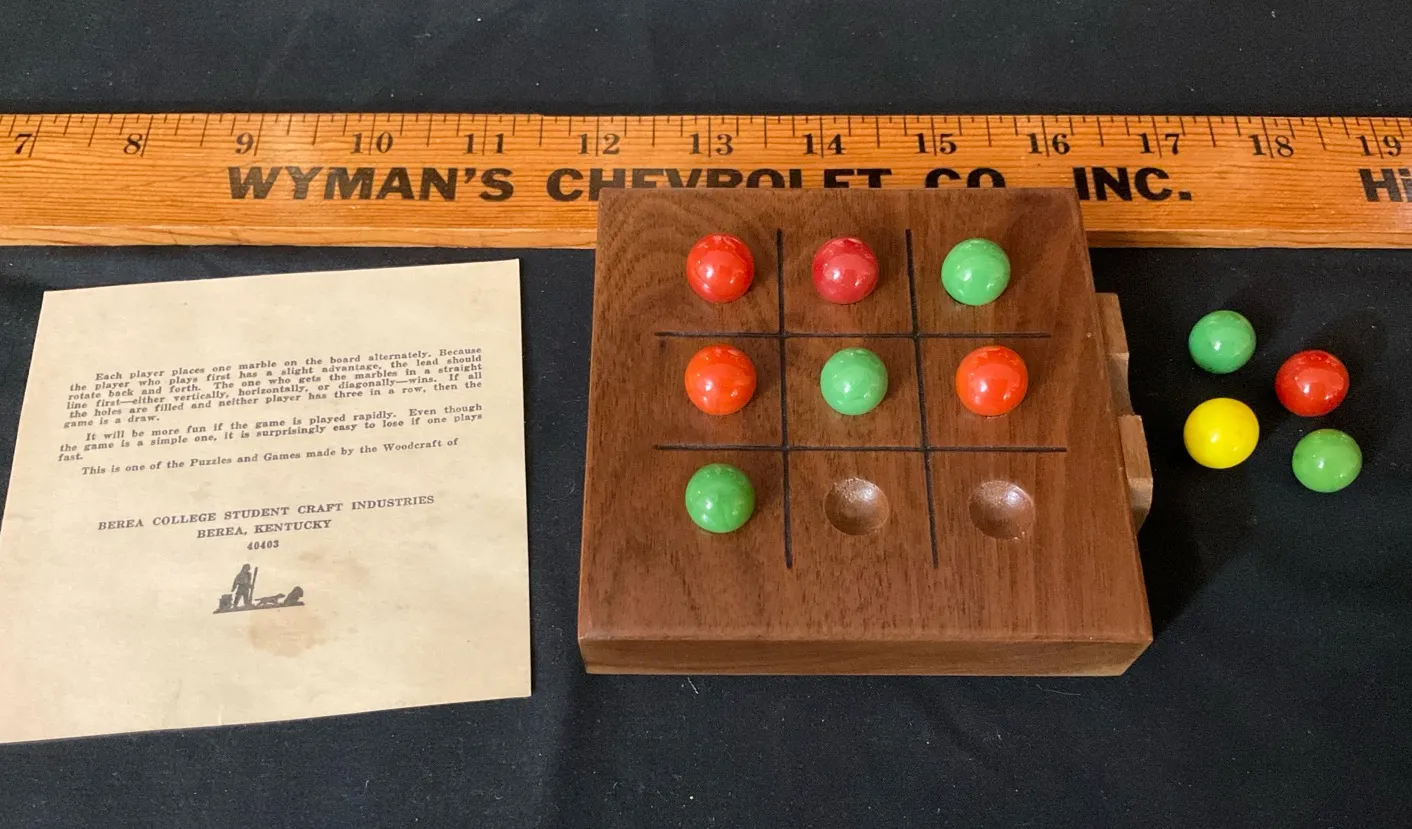 7 8 9 10 11 12 13 14 15 16 17 18 19
WYMAN'S CHEVROLET CO. INC. Hi
Each player places one marble on the board alternately. Because
the player who plays first has a slight advantage, the lead should
rotate back and forth. The one who gets the marbles in a straight
line first—either vertically, horizontally, or diagonally—wins. If all
the holes are filled and neither player has three in a row, then the
game is a draw.
It will be more fun if the game is played rapidly. Even though
the game is a simple one, it is surprisingly easy to lose if one plays
fast.
This is one of the Puzzles and Games made by the Woodcraft of
BEREA COLLEGE STUDENT CRAFT INDUSTRIES
BEREA, KENTUCKY
40403